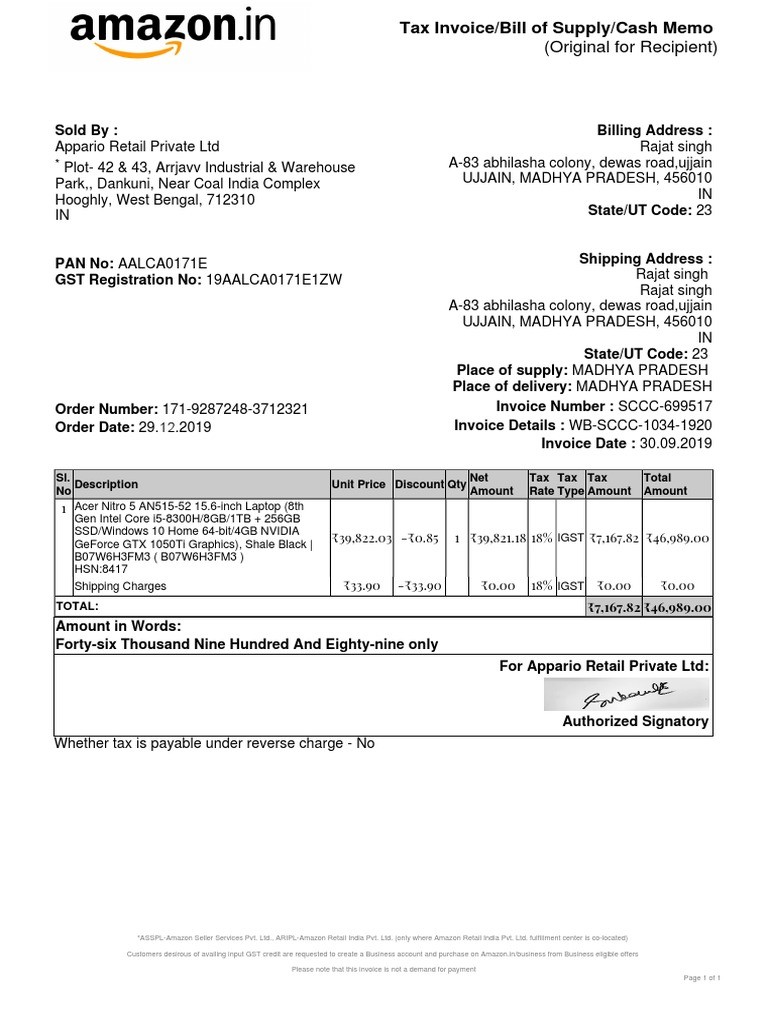 amazon.in
Tax Invoice/Bill of Supply/Cash Memo
(Original for Recipient)
Sold By :
Appario Retail Private Ltd
* Plot- 42 & 43, Arrjavv Industrial & Warehouse
Park,, Dankuni, Near Coal India Complex
Hooghly, West Bengal, 712310
IN
Billing Address :
Rajat singh
A-83 abhilasha colony, dewas road,ujjain
UJJAIN, MADHYA PRADESH, 456010
IN
State/UT Code: 23
PAN No: AALCA0171E
GST Registration No: 19AALCA0171E1ZW
Shipping Address :
Rajat singh
Rajat singh
A-83 abhilasha colony, dewas road,ujjain
UJJAIN, MADHYA PRADESH, 456010
IN
State/UT Code: 23
Place of supply: MADHYA PRADESH
Place of delivery: MADHYA PRADESH
Order Number: 171-9287248-3712321
Order Date: 29.12.2019
Invoice Number : SCCC-699517
Invoice Details : WB-SCCC-1034-1920
Invoice Date : 30.09.2019
Sl. No Description Unit Price Discount Qty Net Amount Tax Rate Tax Type Tax Amount Total Amount
1 Acer Nitro 5 AN515-52 15.6-inch Laptop (8th
Gen Intel Core i5-8300H/8GB/1TB + 256GB
SSD/Windows 10 Home 64-bit/4GB NVIDIA
GeForce GTX 1050Ti Graphics), Shale Black |
B07W6H3FM3 ( B07W6H3FM3 )
HSN:8417
₹39,822.03 -₹0.85 1 ₹39,821.18 18% IGST ₹7,167.82 ₹46,989.00
Shipping Charges ₹33.90 -₹33.90 ₹0.00 18% IGST ₹0.00 ₹0.00
TOTAL: ₹7,167.82 ₹46,989.00
Amount in Words:
Forty-six Thousand Nine Hundred And Eighty-nine only
For Appario Retail Private Ltd:
Authorized Signatory
Whether tax is payable under reverse charge - No
*ASSPL-Amazon Seller Services Pvt. Ltd., ARIPL-Amazon Retail India Pvt. Ltd. (only where Amazon Retail India Pvt. Ltd. fulfillment center is co-located)
Customers desirous of availing input GST credit are requested to create a Business account and purchase on Amazon.in/business from Business eligible offers
Please note that this invoice is not a demand for payment
Page 1 of 1